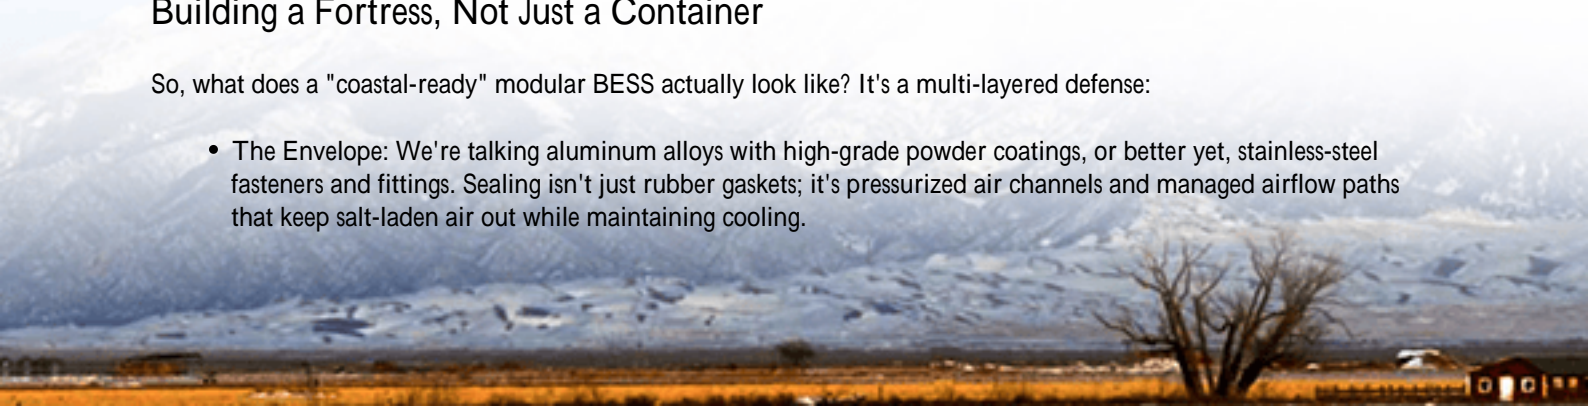 Building a Fortress, Not Just a Container
So, what does a "coastal-ready" modular BESS actually look like? It's a multi-layered defense:
• The Envelope: We're talking aluminum alloys with high-grade powder coatings, or better yet, stainless-steel
fasteners and fittings. Sealing isn't just rubber gaskets; it's pressurized air channels and managed airflow paths
that keep salt-laden air out while maintaining cooling.